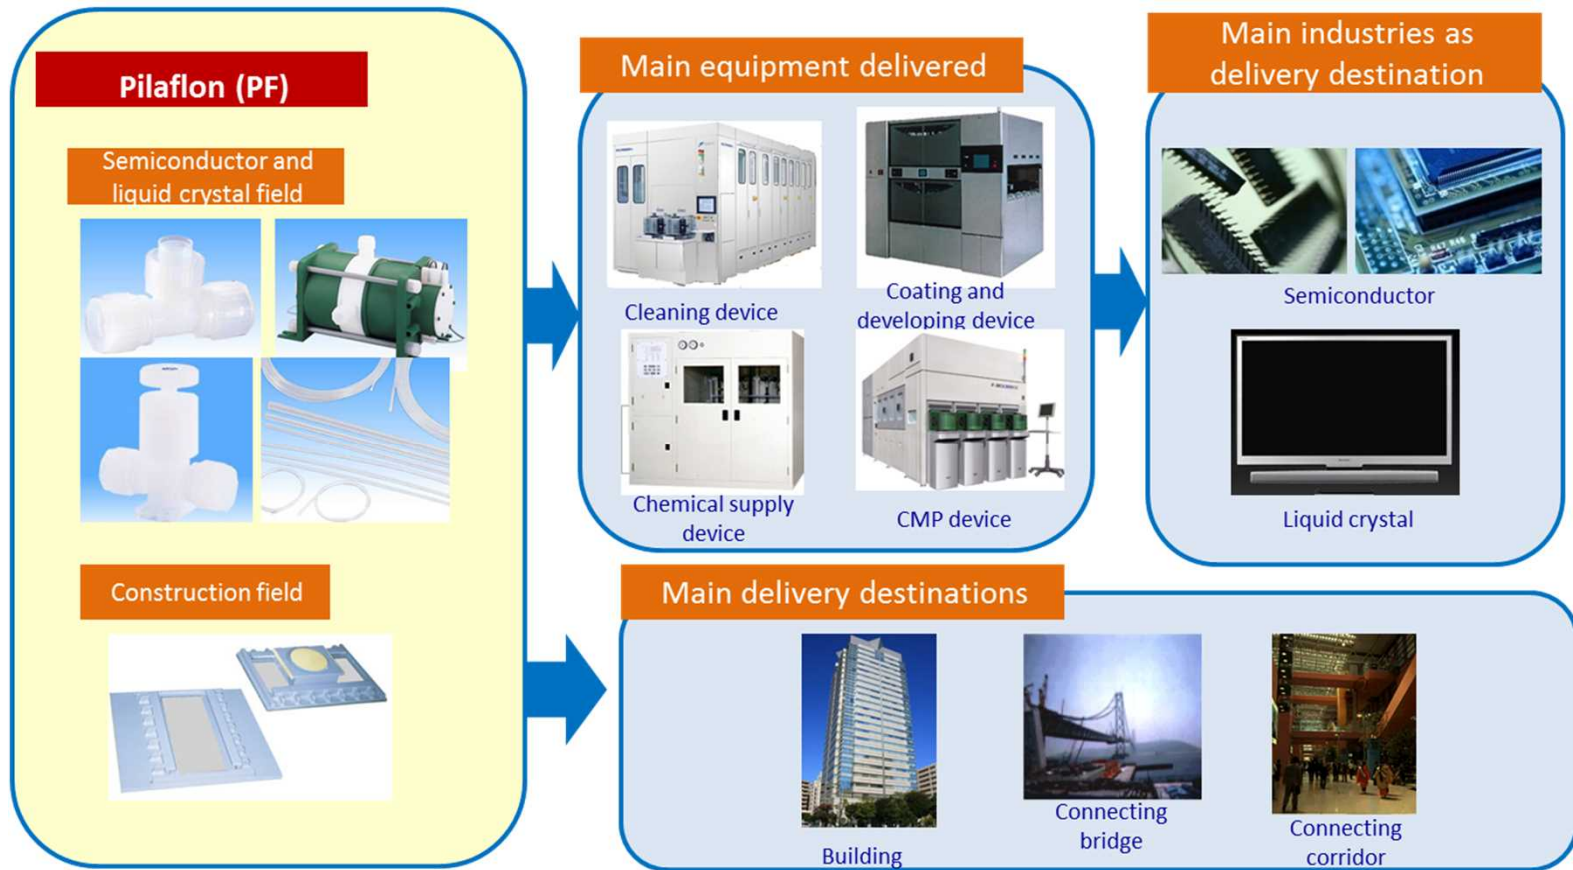 Pilaflon (PF)
Semiconductor and
liquid crystal field
Construction field
Main equipment delivered
Cleaning device
Coating and
developing device
Chemical supply
device
CMP device
Main industries as
delivery destination
Semiconductor
Liquid crystal
Main delivery destinations
Building
Connecting
bridge
Connecting
corridor